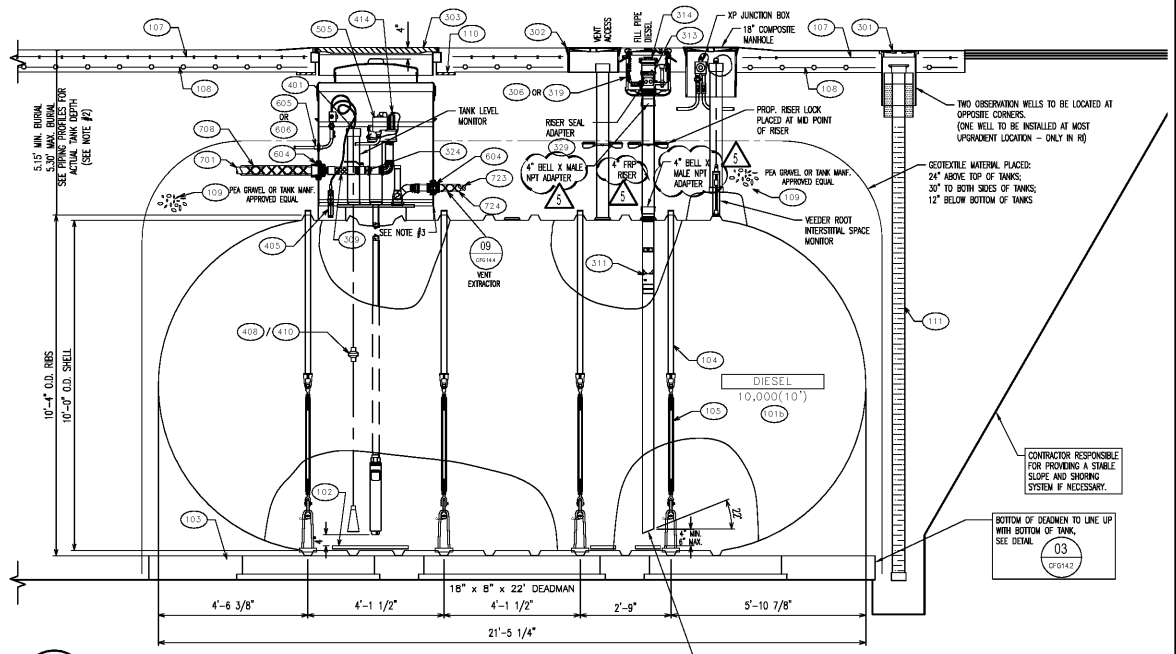 107
505
414
303
110
4"
302
VENT
ACCESS
FILL PIPE
DIESEL
314
313
XP JUNCTION BOX
18" COMPOSITE
MANHOLE
107
301
108
401
605
OR
606
708
604
701
306 OR 319
TANK LEVEL
MONITOR
RISER SEAL
ADAPTER
329
PROP. RISER LOCK
PLACED AT MID POINT
OF RISER
108
TWO OBSERVATION WELLS TO BE LOCATED AT
OPPOSITE CORNERS.
(ONE WELL TO BE INSTALLED AT MOST
UPGRADIENT LOCATION - ONLY IN RI)
5.15' MIN. BURIAL
5.30' MAX. BURIAL
SEE PIPING PROFILES FOR
ACTUAL TANK DEPTH
(SEE NOTE #2)
324
604
723
724
4" BELL X MALE
NPT ADAPTER
5
4" FRP
RISER
5
4" BELL X
MALE NPT
ADAPTER
5
GEOTEXTILE MATERIAL PLACED:
24" ABOVE TOP OF TANKS;
30" TO BOTH SIDES OF TANKS;
12" BELOW BOTTOM OF TANKS
109
PEA GRAVEL OR TANK MANF.
APPROVED EQUAL
PEA GRAVEL OR TANK MANF.
APPROVED EQUAL
109
405
309
SEE NOTE #3
09
CFG14.4
VENT
EXTRACTOR
VEEDER ROOT
INTERSTITIAL SPACE
MONITOR
311
111
408 / 410
104
10'-4" O.D. RIBS
10'-0" O.D. SHELL
DIESEL
10,000(10')
101b
105
CONTRACTOR RESPONSIBLE
FOR PROVIDING A STABLE
SLOPE AND SHORING
SYSTEM IF NECESSARY.
102
103
4"
22°
4" MIN.
6" MAX.
BOTTOM OF DEADMEN TO LINE UP
WITH BOTTOM OF TANK,
SEE DETAIL
03
CFG14.2
18" x 8" x 22' DEADMAN
4'-6 3/8"
4'-1 1/2"
4'-1 1/2"
2'-9"
5'-10 7/8"
21'-5 1/4"